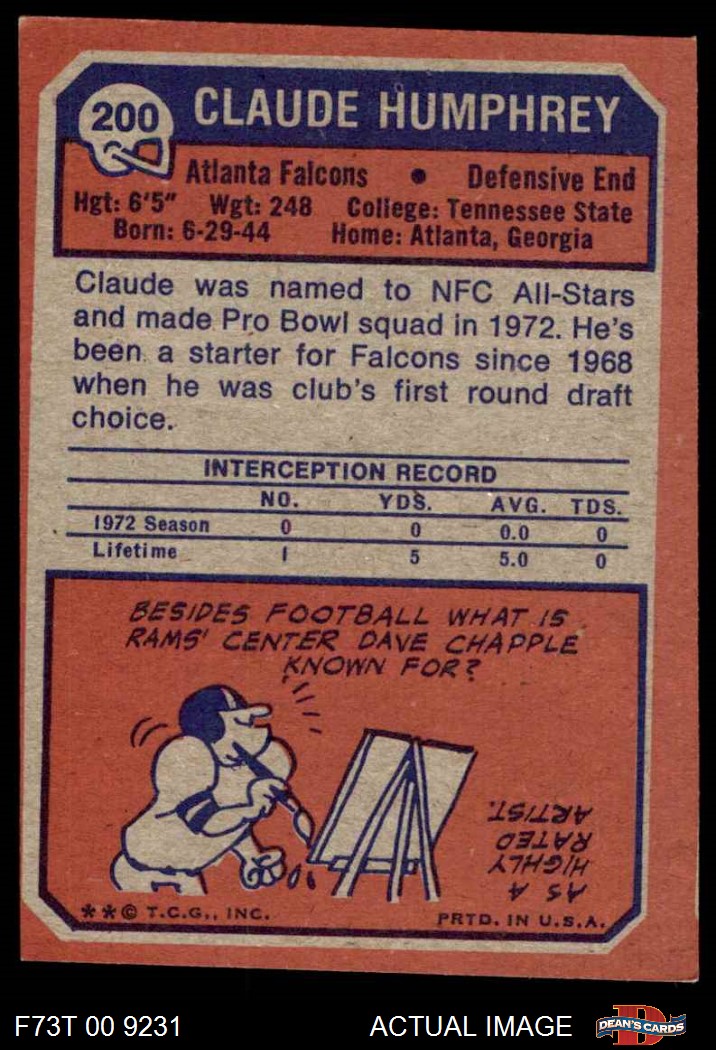 200 CLAUDE HUMPHREY
Atlanta Falcons • Defensive End
Hgt: 6'5" Wgt: 248 College: Tennessee State
Born: 6-29-44 Home: Atlanta, Georgia
Claude was named to NFC All-Stars
and made Pro Bowl squad in 1972. He's
been a starter for Falcons since 1968
when he was club's first round draft
choice.
INTERCEPTION RECORD
NO. YDS. AVG. TDS.
1972 Season 0 0 0.0 0
Lifetime 1 5 5.0 0
BESIDES FOOTBALL WHAT IS
RAMS' CENTER DAVE CHAPPLE
KNOWN FOR?
AS A
HIGHLY
RATED
ARTIST.
**© T.C.G., INC. PRTD. IN U.S.A.
F73T 00 9231 ACTUAL IMAGE D DEAN'S CARDS